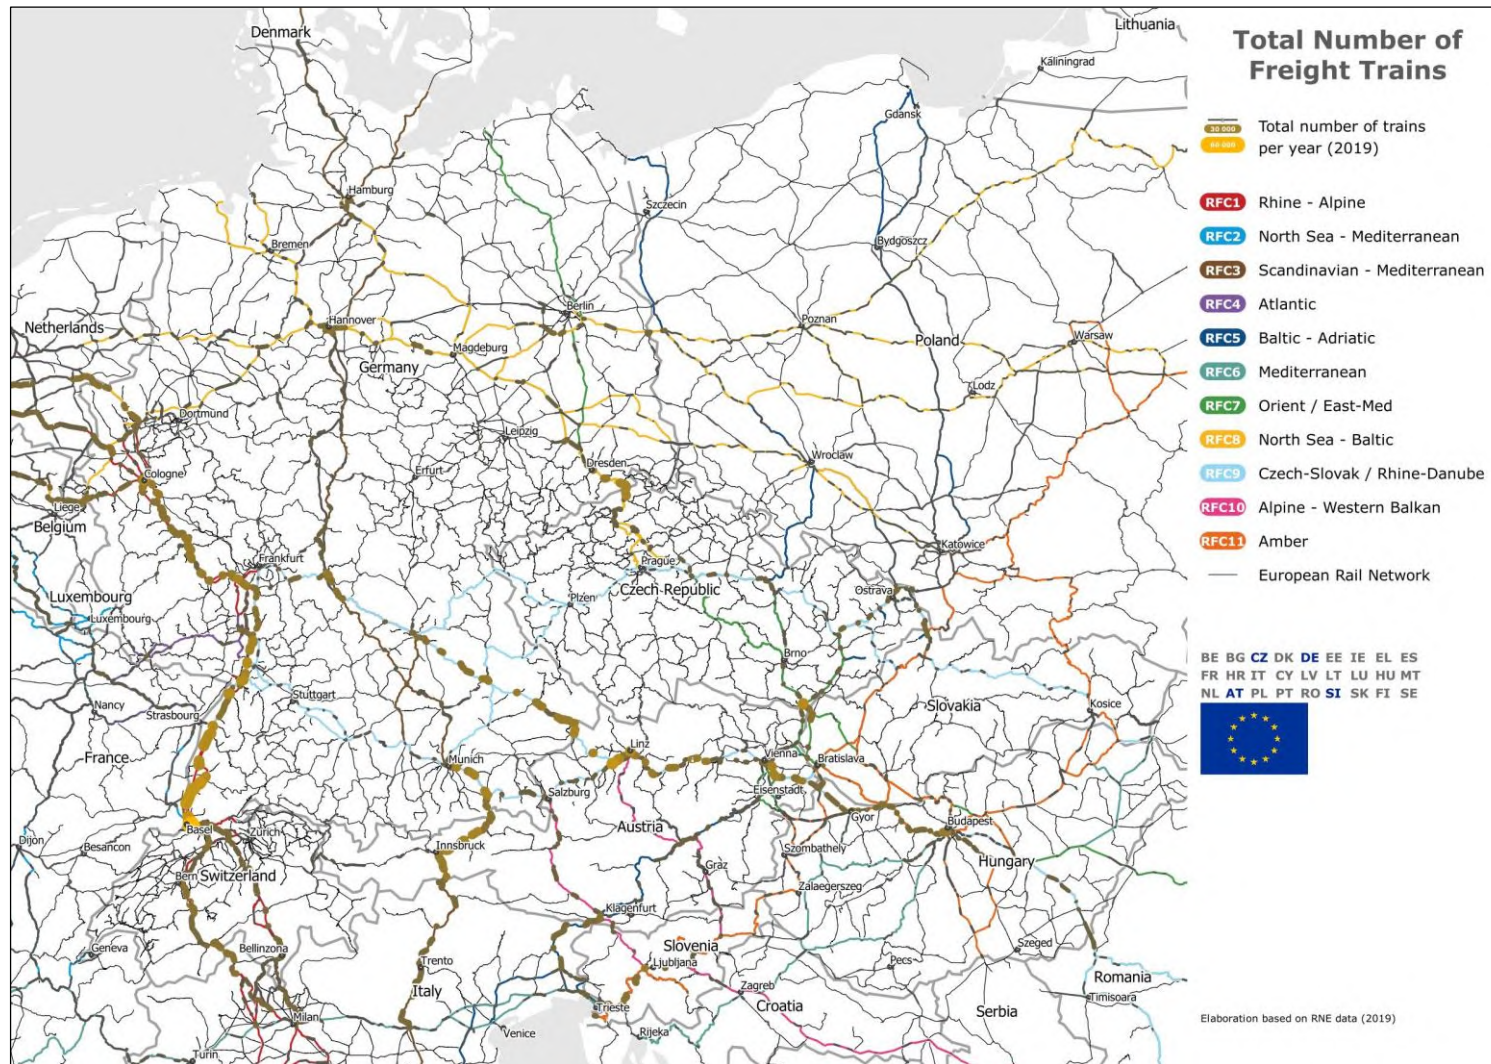 Denmark
Lithuania
Kaliningrad
Gdansk
Hamburg
Szczecin
Bremen
Bydgoszcz
Berlin
Netherlands
Hannover
Poznan
Poland
Warsaw
Magdeburg
Germany
Lodz
Dortmund
Leipzig
Wroclaw
Cologne
Erfurt
Dresden
Liege
Belgium
Katowice
Frankfurt
Prague
Czech Republic
Luxembourg
Luxembourg
Plzen
Ostrava
Brno
Stuttgart
Nancy
Strasbourg
Slovakia
Kosice
France
Linz
Munich
Vienna
Bratislava
Salzburg
Eisenstadt
Gyor
Budapest
Basel
Zürich
Austria
Dijon
Besancon
Innsbruck
Szombathely
Hungary
Bern
Switzerland
Graz
Zalaegerszeg
Klagenfurt
Geneva
Bellinzona
Slovenia
Szeged
Trento
Ljubljana
Pecs
Romania
Italy
Zagreb
Croatia
Timisoara
Trieste
Serbia
Milan
Venice
Rijeka
Turin
Total Number of
Freight Trains
30 000
60 000
Total number of trains
per year (2019)
RFC1 Rhine - Alpine
RFC2 North Sea - Mediterranean
RFC3 Scandinavian - Mediterranean
RFC4 Atlantic
RFC5 Baltic - Adriatic
RFC6 Mediterranean
RFC7 Orient / East-Med
RFC8 North Sea - Baltic
RFC9 Czech-Slovak / Rhine-Danube
RFC10 Alpine - Western Balkan
RFC11 Amber
European Rail Network
BE BG CZ DK DE EE IE EL ES
FR HR IT CY LV LT LU HU MT
NL AT PL PT RO SI SK FI SE
Elaboration based on RNE data (2019)